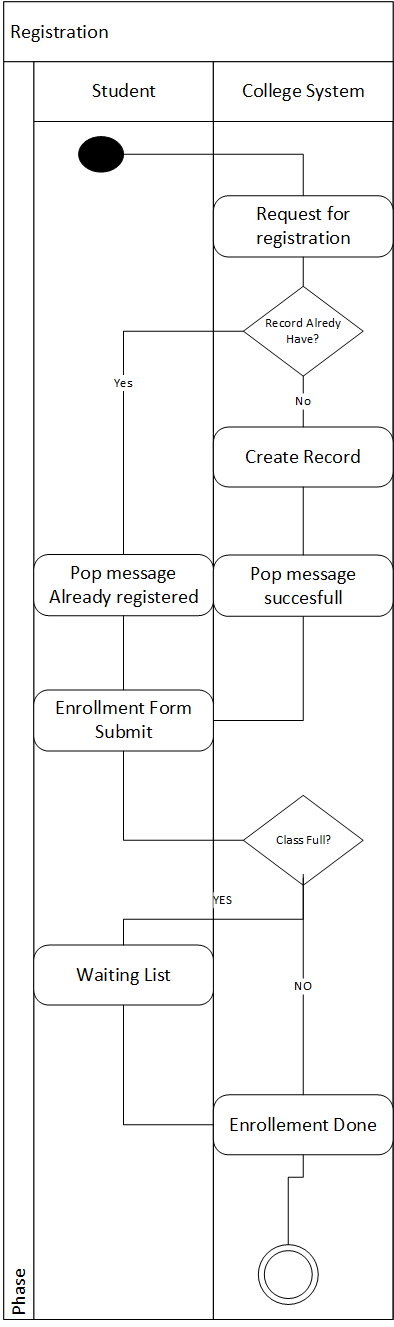 Registration
Student
College System
Request for
registration
Record Alredy
Have?
Yes
No
Create Record
Pop message
Already registered
Pop message
succesfull
Enrollment Form
Submit
Class Full?
YES
Waiting List
NO
Enrollement Done
Phase